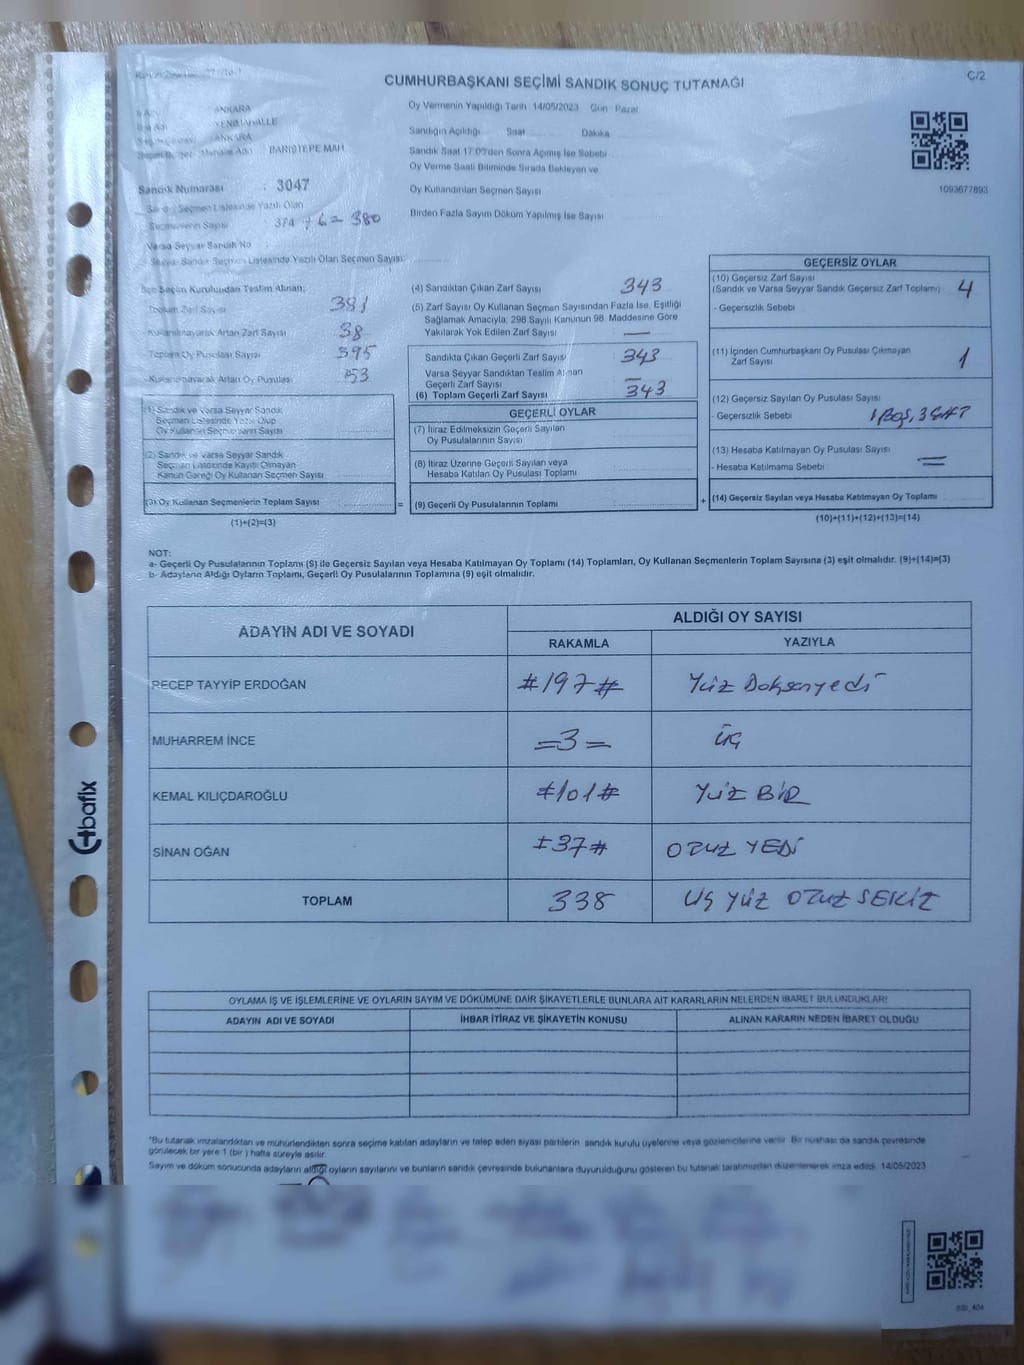 CUMHURBAŞKANI SEÇİMİ SANDIK SONUÇ TUTANAĞI
C/2
ANKARA
YENİMAHALLE
ANKARA
BARIŞTEPE MAH.
Sandık Numarası : 3047
Sandık Seçmen Listesinde Yazılı Olan
Seçmenlerin Sayısı 374 + 6 = 380
Varsa Seyyar Sandık No :
Seyyar Sandık Seçmen Listesinde Yazılı Olan Seçmen Sayısı:
Oy Vermenin Yapıldığı Tarih 14/05/2023 Gün Pazar
Sandığın Açıldığı Saat Dakika
Sandık Saat 17:00'den Sonra Açılmış İse Sebebi
Oy Verme Saati Bitiminde Sırada Bekleyen ve
Oy Kullandırılan Seçmen Sayısı
Birden Fazla Sayım Döküm Yapılmış İse Sayısı
1093677893
İlçe Seçim Kurulundan Teslim Alınan;
Toplam Zarf Sayısı 381
- Kullanılmayarak Artan Zarf Sayısı 38
- Toplam Oy Pusulası Sayısı 395
- Kullanılmayarak Artan Oy Pusulası 53
(1) Sandık ve Varsa Seyyar Sandık
Seçmen Listesinde Yazılı Olup
Oy Kullanan Seçmen Sayısı
(2) Sandık ve Varsa Seyyar Sandık
Seçmen Listesinde Kayıtlı Olmayan
Kanun Gereği Oy Kullanan Seçmen Sayısı
(3) Oy Kullanan Seçmenlerin Toplam Sayısı =
(1)+(2)=(3)
(4) Sandıktan Çıkan Zarf Sayısı 343
(5) Zarf Sayısı Oy Kullanan Seçmen Sayısından Fazla İse, Eşitliği
Sağlamak Amacıyla; 298 Sayılı Kanunun 98. Maddesine Göre
Yakılarak Yok Edilen Zarf Sayısı —
Sandıkta Çıkan Geçerli Zarf Sayısı 343
Varsa Seyyar Sandıktan Teslim Alınan
Geçerli Zarf Sayısı —
(6) Toplam Geçerli Zarf Sayısı 343
GEÇERLİ OYLAR
(7) İtiraz Edilmeksizin Geçerli Sayılan
Oy Pusulalarının Sayısı
(8) İtiraz Üzerine Geçerli Sayılan veya
Hesaba Katılan Oy Pusulası Toplamı
(9) Geçerli Oy Pusulalarının Toplamı +
GEÇERSİZ OYLAR
(10) Geçersiz Zarf Sayısı
(Sandık ve Varsa Seyyar Sandık Geçersiz Zarf Toplamı) 4
- Geçersizlik Sebebi
(11) İçinden Cumhurbaşkanı Oy Pusulası Çıkmayan
Zarf Sayısı 1
(12) Geçersiz Sayılan Oy Pusulası Sayısı
- Geçersizlik Sebebi 1 BOŞ, 3
(13) Hesaba Katılmayan Oy Pusulası Sayısı
- Hesaba Katılmama Sebebi =
(14) Geçersiz Sayılan veya Hesaba Katılmayan Oy Toplamı
(10)+(11)+(12)+(13)=(14)
NOT:
a- Geçerli Oy Pusulalarının Toplamı (9) ile Geçersiz Sayılan veya Hesaba Katılmayan Oy Toplamı (14) Toplamları, Oy Kullanan Seçmenlerin Toplam Sayısına (3) eşit olmalıdır. (9)+(14)=(3)
b- Adayların Aldığı Oyların Toplamı, Geçerli Oy Pusulalarının Toplamına (9) eşit olmalıdır.
ADAYIN ADI VE SOYADI
ALDIĞI OY SAYISI
RAKAMLA YAZIYLA
RECEP TAYYİP ERDOĞAN #197# Yüz Doksanyedi
MUHARREM İNCE =3= üç
KEMAL KILIÇDAROĞLU #101# YÜZ BİR
SİNAN OĞAN #37# OTUZ YEDİ
TOPLAM 338 ÜÇ YÜZ OTUZ SEKİZ
OYLAMA İŞ VE İŞLEMLERİNE VE OYLARIN SAYIM VE DÖKÜMÜNE DAİR ŞİKAYETLERLE BUNLARA AİT KARARLARIN NELERDEN İBARET BULUNDUKLARI
ADAYIN ADI VE SOYADI İHBAR İTİRAZ VE ŞİKAYETİN KONUSU ALINAN KARARIN NEDEN İBARET OLDUĞU
*Bu tutanak imzalandıktan ve mühürlendikten sonra seçime katılan adayların ve talep eden siyasi partilerin sandık kurulu üyelerine veya gözlemcilerine verilir. Bir nüshası da sandık çevresinde
görülecek bir yere 1 (bir) hafta süreyle asılır.
Sayım ve döküm sonucunda adayların aldığı oyların sayılarını ve bunların sandık çevresinde bulunanlara duyurulduğunu gösteren bu tutanak tarafımızdan düzenlenerek imza edildi. 14/05/2023
bafix